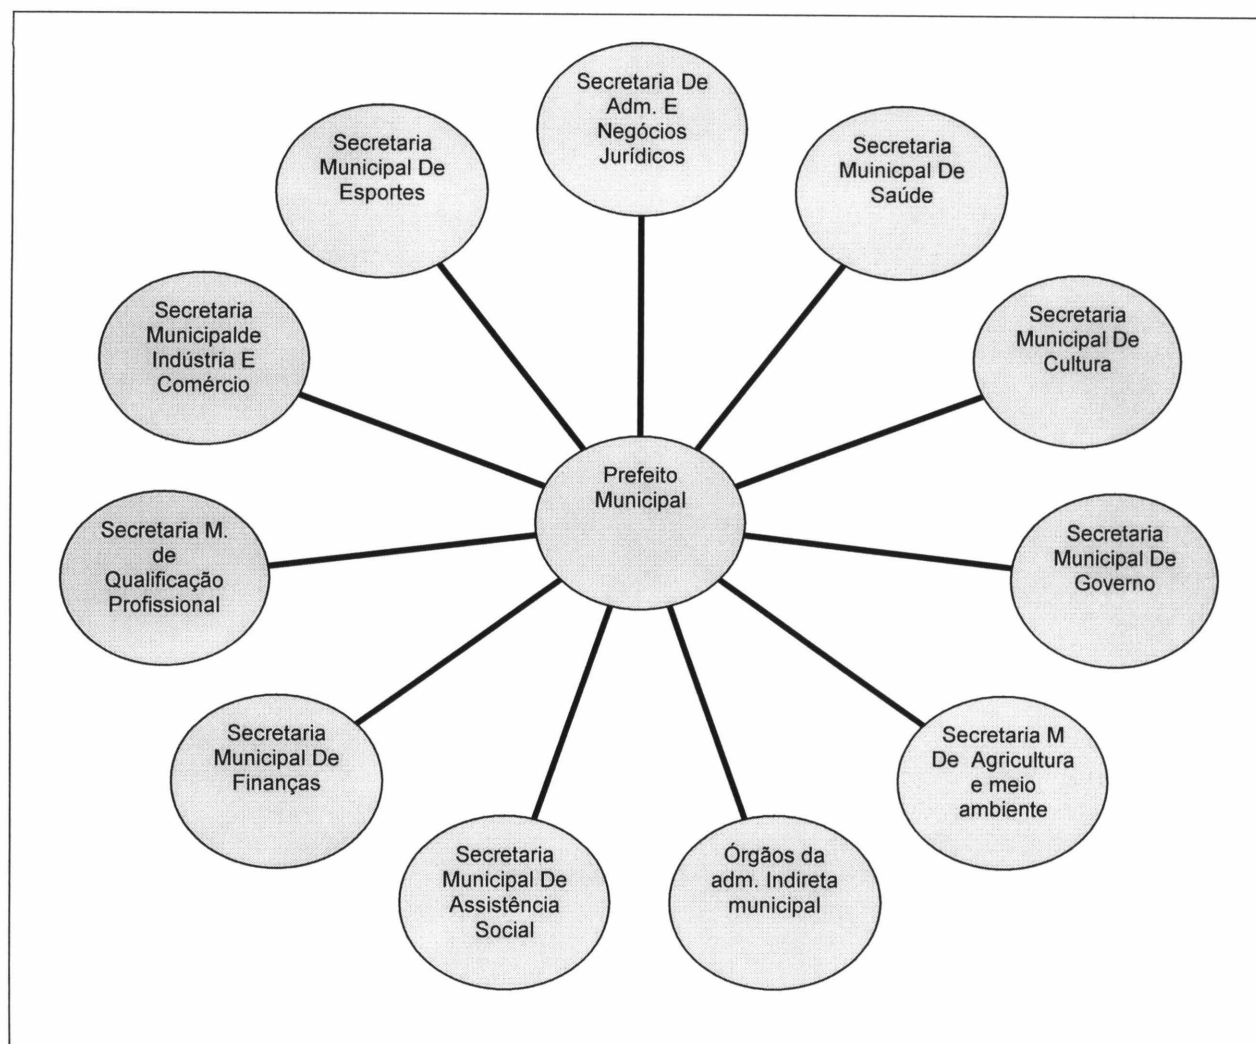 Secretaria De
Adm. E
Negócios
Jurídicos
Secretaria
Muinicpal De
Saúde
Secretaria
Municipal De
Cultura
Secretaria
Municipal De
Governo
Secretaria M
De Agricultura
e meio
ambiente
Órgãos da
adm. Indireta
municipal
Secretaria
Municipal De
Assistência
Social
Secretaria
Municipal De
Finanças
Secretaria M.
de
Qualificação
Profissional
Secretaria
Municipalde
Indústria E
Comércio
Secretaria
Municipal De
Esportes
Prefeito
Municipal